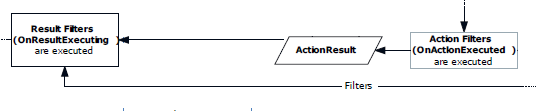 Result Filters
(OnResultExecuting )
are executed
ActionResult
Action Filters
(OnActionExecuted )
are executed
Filters